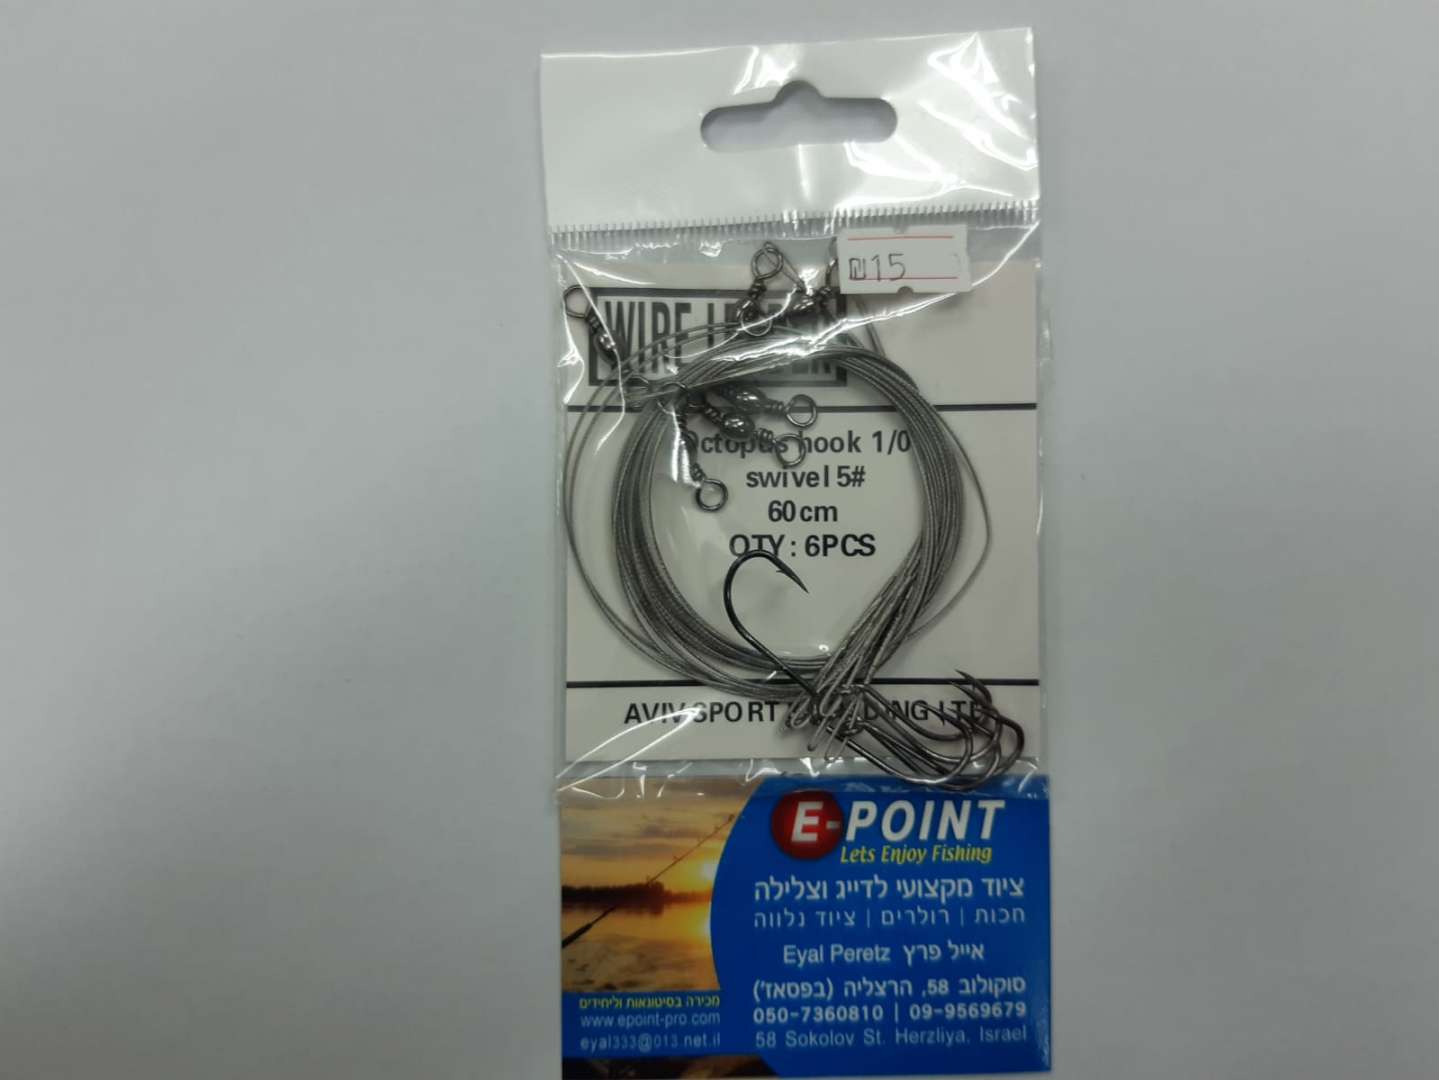 ₪15
WIRE LEADER
Octopus hook 1/0
swivel 5#
60cm
QTY: 6PCS
AVIV SPORT
E-POINT
Lets Enjoy Fishing
ציוד מקצועי לדייג וצלילה
חכות | רולרים | ציוד נלווה
Eyal Peretz אייל פרץ
סוקולוב 58, הרצליה (בפסאז')
050-7360810 | 09-9569679
58 Sokolov St. Herzliya, Israel
מכירה בסיטונאות וליחידים
www.epoint-pro.com
eyal333@013.net.il